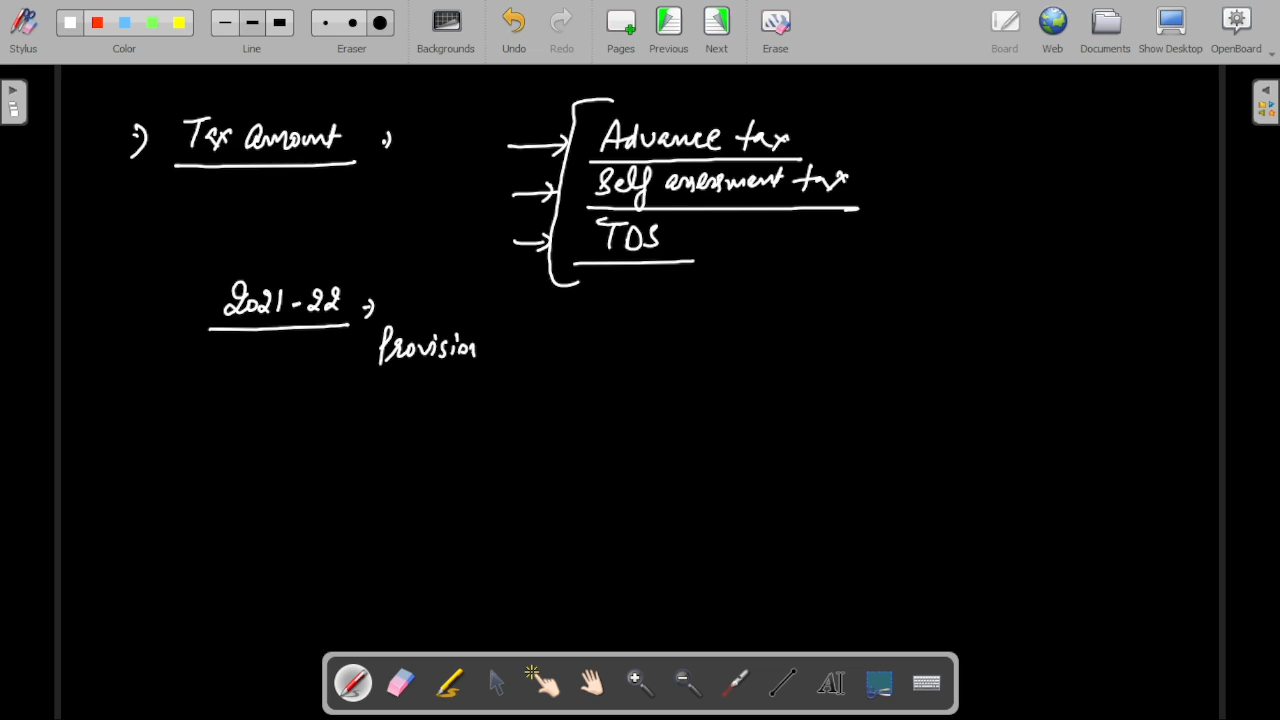 Stylus
Color
Line
Eraser
Backgrounds
Undo
Redo
Pages
Previous
Next
Erase
Board
Web
Documents
Show Desktop
OpenBoard
Tax amount
Advance tax
Self assessment tax
TDS
2021-22
Provision
AI